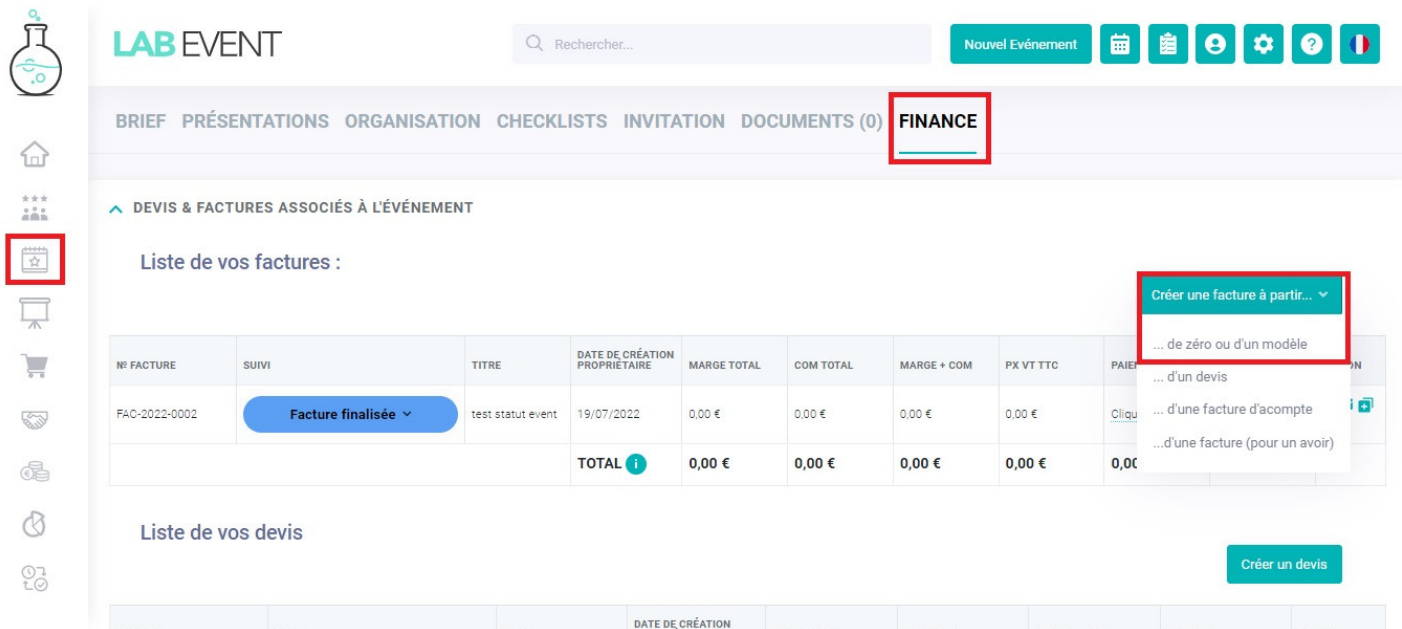 LAB EVENT
Rechercher...
Nouvel Evénement
BRIEF PRÉSENTATIONS ORGANISATION CHECKLISTS INVITATION DOCUMENTS (0) FINANCE
DEVIS & FACTURES ASSOCIÉS À L'ÉVÉNEMENT
Liste de vos factures :
Créer une facture à partir...
... de zéro ou d'un modèle
... d'un devis
... d'une facture d'acompte
...d'une facture (pour un avoir)
Nº FACTURE SUIVI TITRE DATE DE CRÉATION PROPRIÉTAIRE MARGE TOTAL COM TOTAL MARGE + COM PX VT TTC
FAC-2022-0002 Facture finalisée test statut event 19/07/2022 0,00 € 0,00 € 0,00 € 0,00 €
TOTAL 0,00 € 0,00 € 0,00 € 0,00 € 0,00
Liste de vos devis
Créer un devis
DATE DE CRÉATION